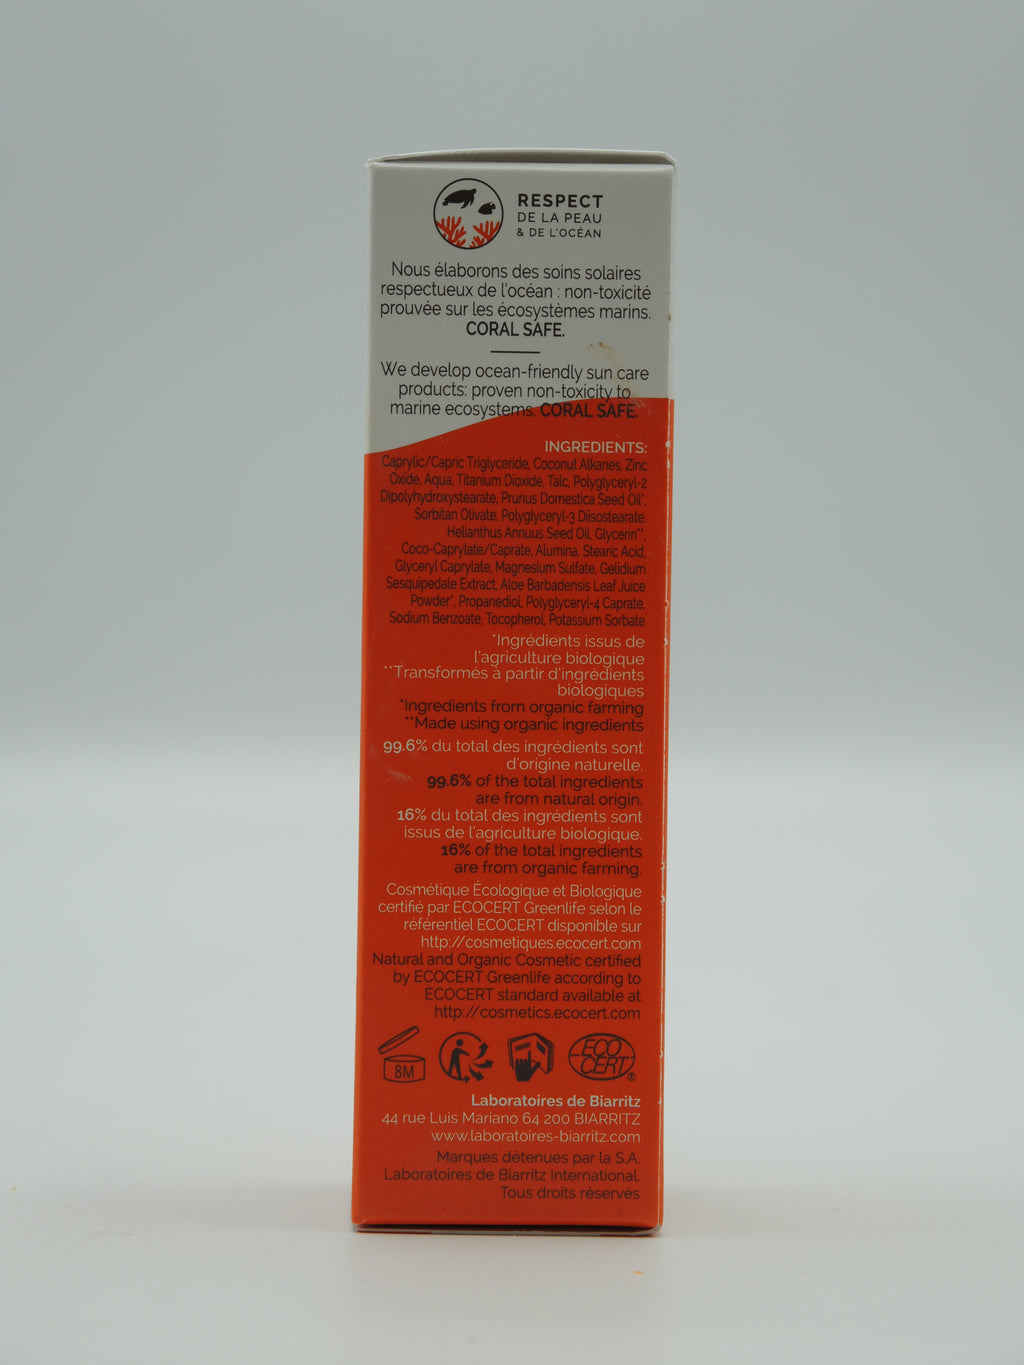 RESPECT
DE LA PEAU
& DE L'OCÉAN
Nous élaborons des soins solaires
respectueux de l'océan : non-toxicité
prouvée sur les écosystèmes marins.
CORAL SAFE.
We develop ocean-friendly sun care
products: proven non-toxicity to
marine ecosystems. CORAL SAFE.
INGREDIENTS:
Caprylic/Capric Triglyceride, Coconut Alkanes, Zinc
Oxide, Aqua, Titanium Dioxide, Talc, Polyglyceryl-2
Dipolyhydroxystearate, Prunus Domestica Seed Oil*,
Sorbitan Olivate, Polyglyceryl-3 Diisostearate,
Helianthus Annuus Seed Oil, Glycerin**,
Coco-Caprylate/Caprate, Alumina, Stearic Acid,
Glyceryl Caprylate, Magnesium Sulfate, Gelidium
Sesquipedale Extract, Aloe Barbadensis Leaf Juice
Powder*, Propanediol, Polyglyceryl-4 Caprate,
Sodium Benzoate, Tocopherol, Potassium Sorbate
*Ingrédients issus de
l'agriculture biologique
**Transformés à partir d'ingrédients
biologiques
*Ingredients from organic farming
**Made using organic ingredients
99.6% du total des ingrédients sont
d'origine naturelle.
99.6% of the total ingredients
are from natural origin.
16% du total des ingrédients sont
issus de l'agriculture biologique.
16% of the total ingredients
are from organic farming.
Cosmétique Écologique et Biologique
certifié par ECOCERT Greenlife selon le
référentiel ECOCERT disponible sur
http://cosmetiques.ecocert.com
Natural and Organic Cosmetic certified
by ECOCERT Greenlife according to
ECOCERT standard available at
http://cosmetics.ecocert.com
8M
ECO
CERT®
Laboratoires de Biarritz
44 rue Luis Mariano 64 200 BIARRITZ
www.laboratoires-biarritz.com
Marques détenues par la S.A.
Laboratoires de Biarritz International.
Tous droits réservés